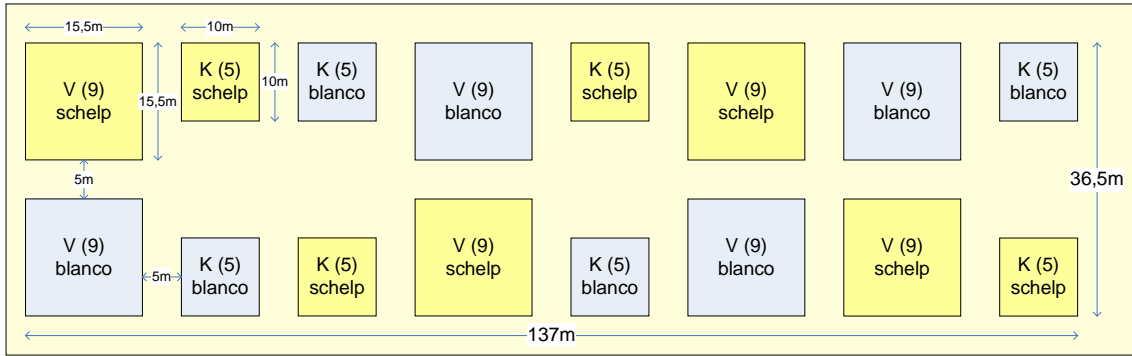 15,5m
10m
V (9)
schelp
15,5m
K (5)
schelp
10m
K (5)
blanco
V (9)
blanco
K (5)
schelp
V (9)
schelp
V (9)
blanco
K (5)
blanco
5m
36,5m
V (9)
blanco
5m
K (5)
blanco
K (5)
schelp
V (9)
schelp
K (5)
blanco
V (9)
blanco
V (9)
schelp
K (5)
schelp
137m